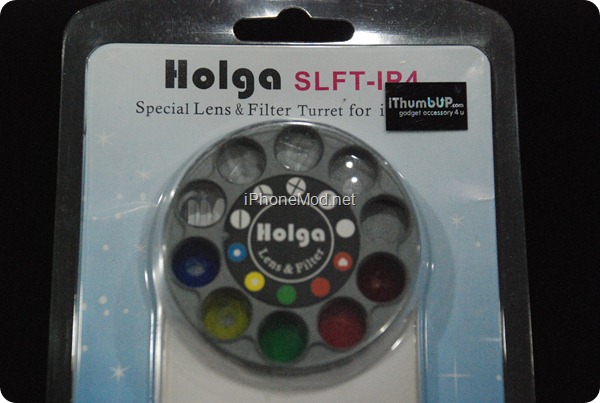 Holga SLFT-IP4
Special Lens & Filter Turret for i
iThumbUP.com
gadget accessory 4 u
iPhoneMod.net
Holga
Lens & Filter